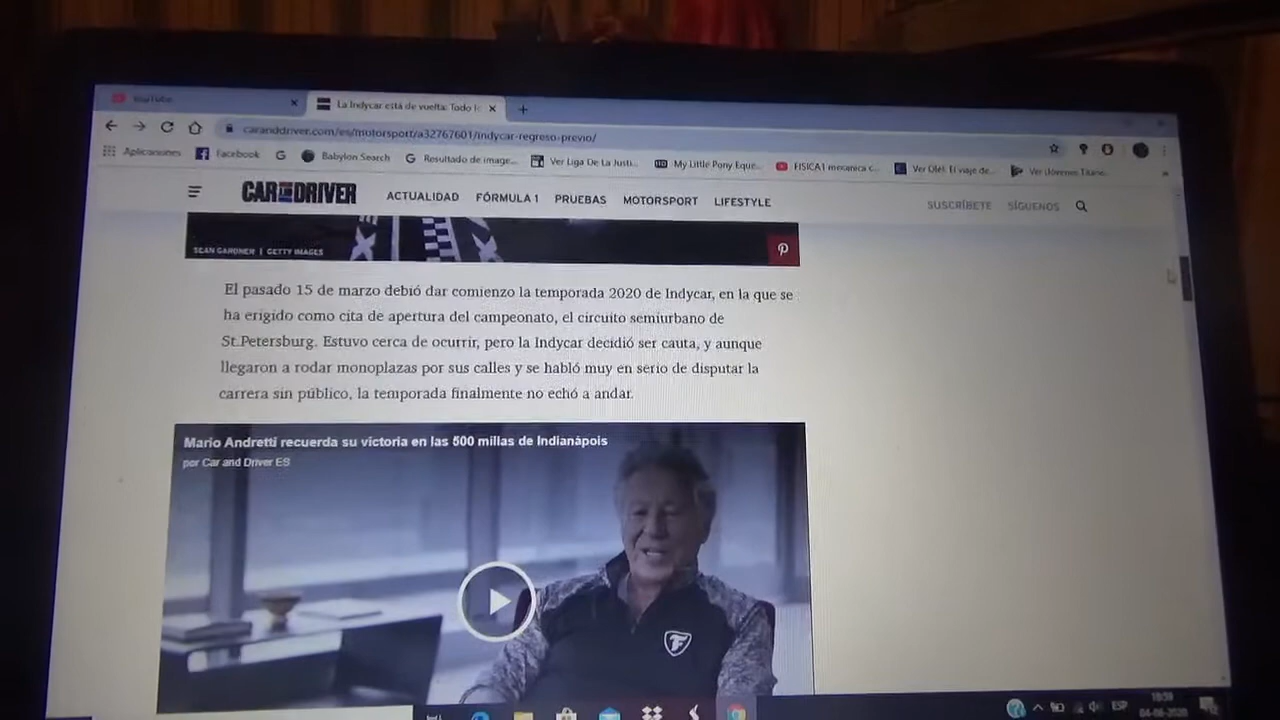 YouTube
La Indycar está de vuelta: Todo lo
caranddriver.com/es/motorsport/a32767601/indycar-regreso-previo/
Aplicaciones
Facebook
Babylon Search
Resultado de image...
Ver Liga De La Justi...
My Little Pony Eque...
FISICA1 mecanica c...
Ver Olé!, El viaje de...
Ver Jóvenes Titane...
CAR AND DRIVER
ACTUALIDAD
FÓRMULA 1
PRUEBAS
MOTORSPORT
LIFESTYLE
SUSCRÍBETE
SÍGUENOS
SEAN GARDNER | GETTY IMAGES
El pasado 15 de marzo debió dar comienzo la temporada 2020 de Indycar, en la que se
ha erigido como cita de apertura del campeonato, el circuito semiurbano de
St.Petersburg. Estuvo cerca de ocurrir, pero la Indycar decidió ser cauta, y aunque
llegaron a rodar monoplazas por sus calles y se habló muy en serio de disputar la
carrera sin público, la temporada finalmente no echó a andar.
Mario Andretti recuerda su victoria en las 500 millas de Indianápois
por Car and Driver ES
ESP
04-06-2020